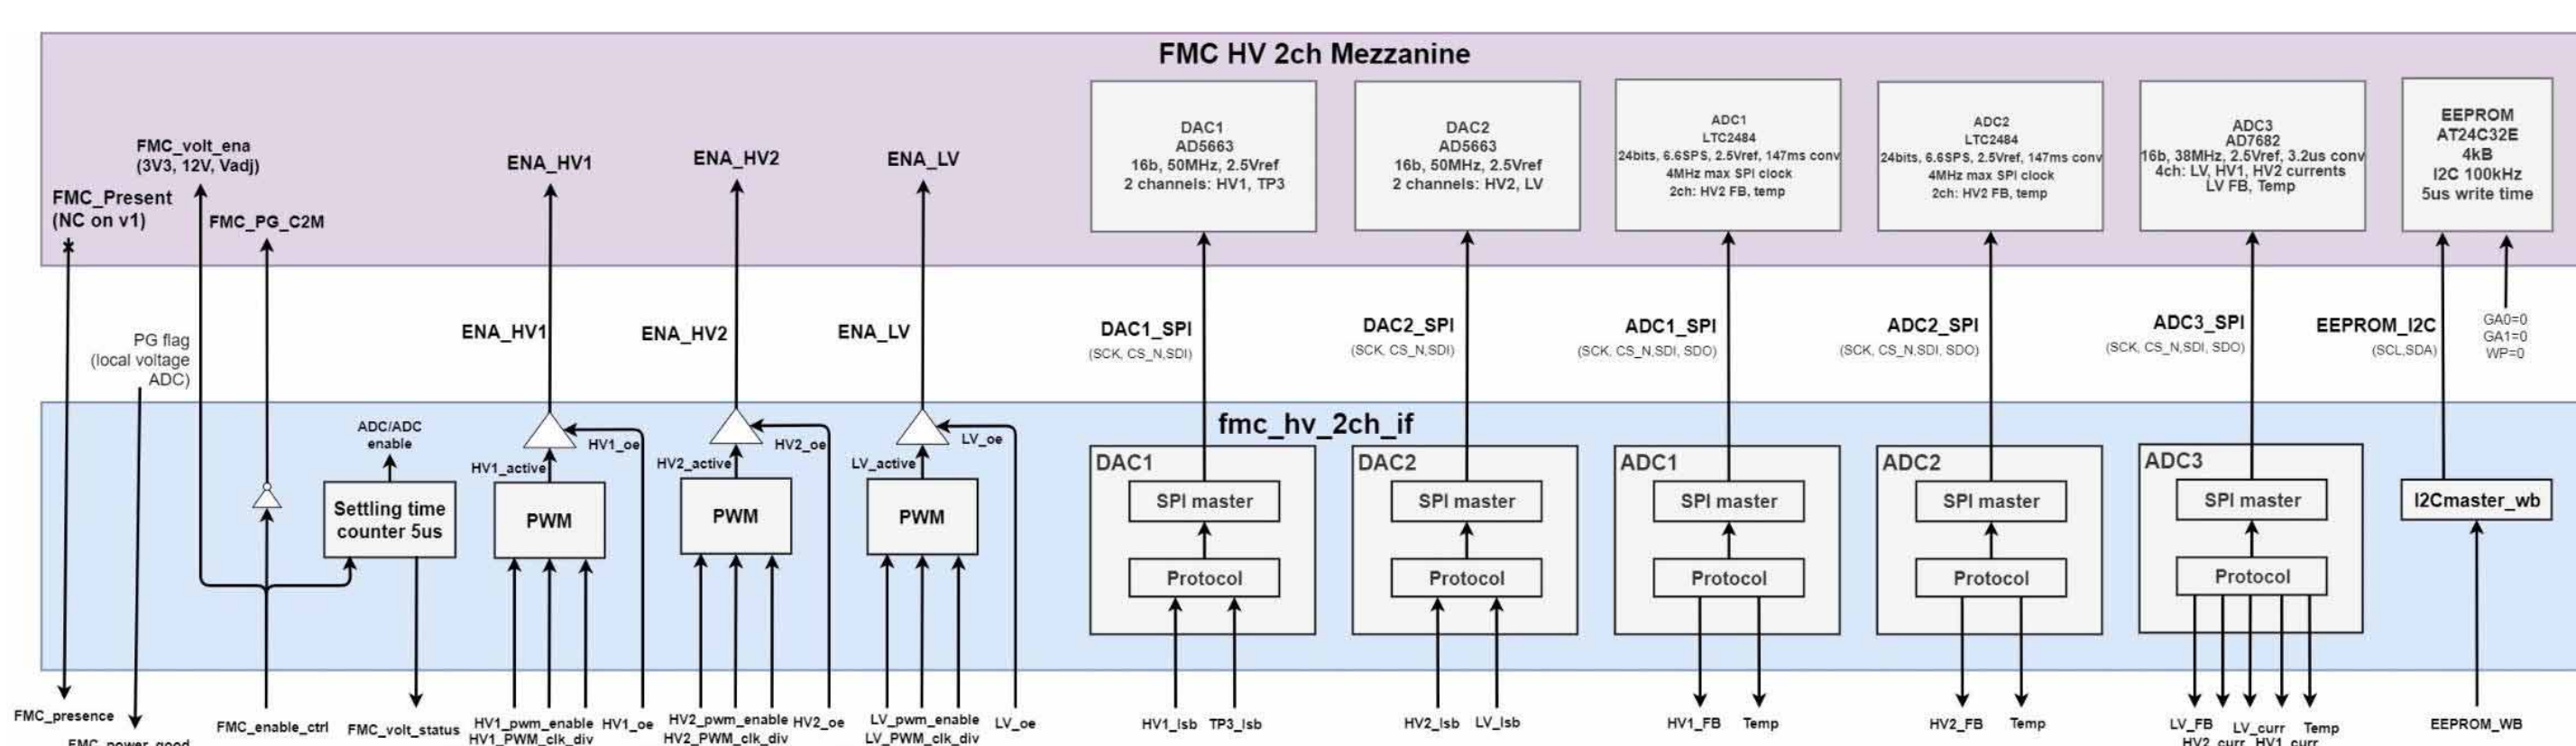 FMC HV 2ch Mezzanine
FMC_volt_ena
(3V3, 12V, Vadj)
FMC_Present
(NC on v1)
FMC_PG_C2M
ENA_HV1
ENA_HV2
ENA_LV
DAC1
AD5663
16b, 50MHz, 2.5Vref
2 channels: HV1, TP3
DAC2
AD5663
16b, 50MHz, 2.5Vref
2 channels: HV2, LV
ADC1
LTC2484
24bits, 6.6SPS, 2.5Vref, 147ms conv
4MHz max SPI clock
2ch: HV2 FB, temp
ADC2
LTC2484
24bits, 6.6SPS, 2.5Vref, 147ms conv
4MHz max SPI clock
2ch: HV2 FB, temp
ADC3
AD7682
16b, 38MHz, 2.5Vref, 3.2us conv
4ch: LV, HV1, HV2 currents
LV FB, Temp
EEPROM
AT24C32E
4kB
I2C 100kHz
5us write time
PG flag
(local voltage
ADC)
ENA_HV1
ENA_HV2
ENA_LV
DAC1_SPI
(SCK, CS_N,SDI)
DAC2_SPI
(SCK, CS_N,SDI)
ADC1_SPI
(SCK, CS_N,SDI, SDO)
ADC2_SPI
(SCK, CS_N,SDI, SDO)
ADC3_SPI
(SCK, CS_N,SDI, SDO)
EEPROM_I2C
(SCL,SDA)
GA0=0
GA1=0
WP=0
fmc_hv_2ch_if
ADC/ADC
enable
Settling time
counter 5us
HV1_oe
HV1_active
PWM
HV2_oe
HV2_active
PWM
LV_oe
LV_active
PWM
DAC1
SPI master
Protocol
DAC2
SPI master
Protocol
ADC1
SPI master
Protocol
ADC2
SPI master
Protocol
ADC3
SPI master
Protocol
I2Cmaster_wb
FMC_presence
FMC_power_good
FMC_enable_ctrl
FMC_volt_status
HV1_pwm_enable
HV1_PWM_clk_div
HV1_oe
HV2_pwm_enable
HV2_PWM_clk_div
HV2_oe
LV_pwm_enable
LV_PWM_clk_div
LV_oe
HV1_lsb
TP3_lsb
HV2_lsb
LV_lsb
HV1_FB
Temp
HV2_FB
Temp
LV_FB
LV_curr
Temp
HV2_curr
HV1_curr
EEPROM_WB